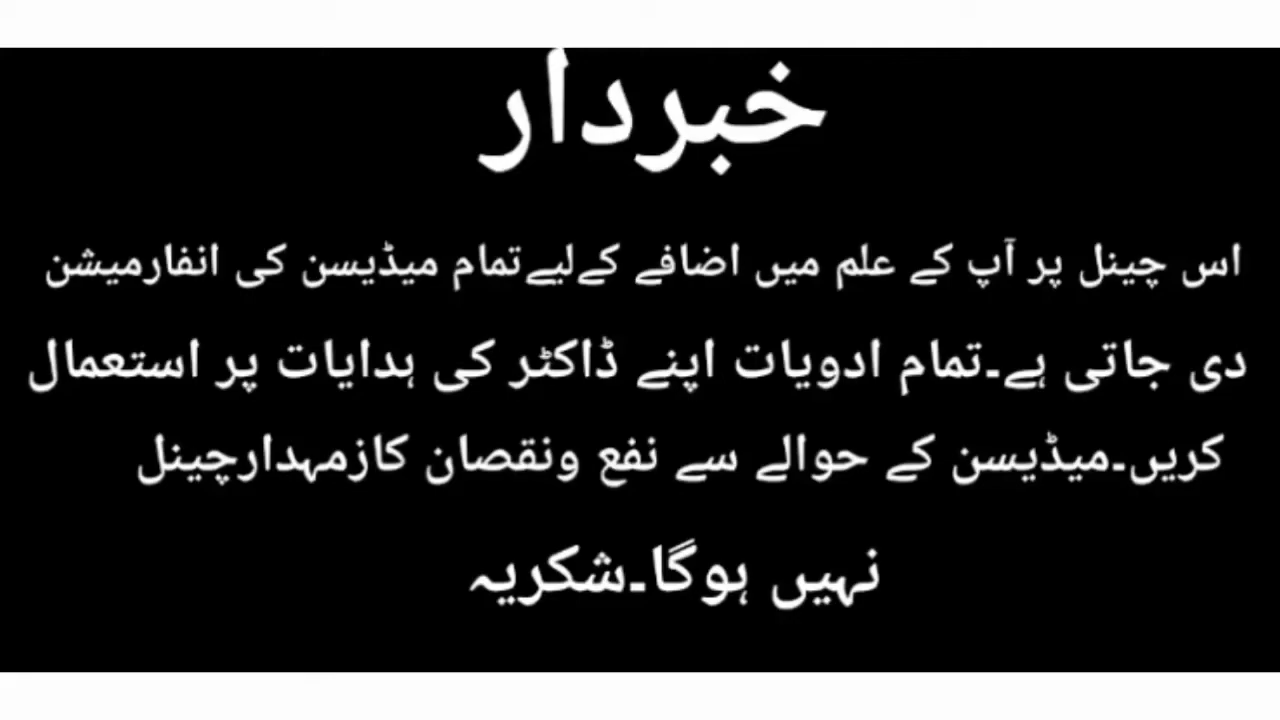 خبردار
اس چینل پر آپ کے علم میں اضافے کےلیےتمام میڈیسن کی انفارمیشن
دی جاتی ہے۔تمام ادویات اپنے ڈاکٹر کی ہدایات پر استعمال
کریں۔میڈیسن کے حوالے سے نفع ونقصان کازمہدارچینل
نہیں ہوگا۔شکریہ